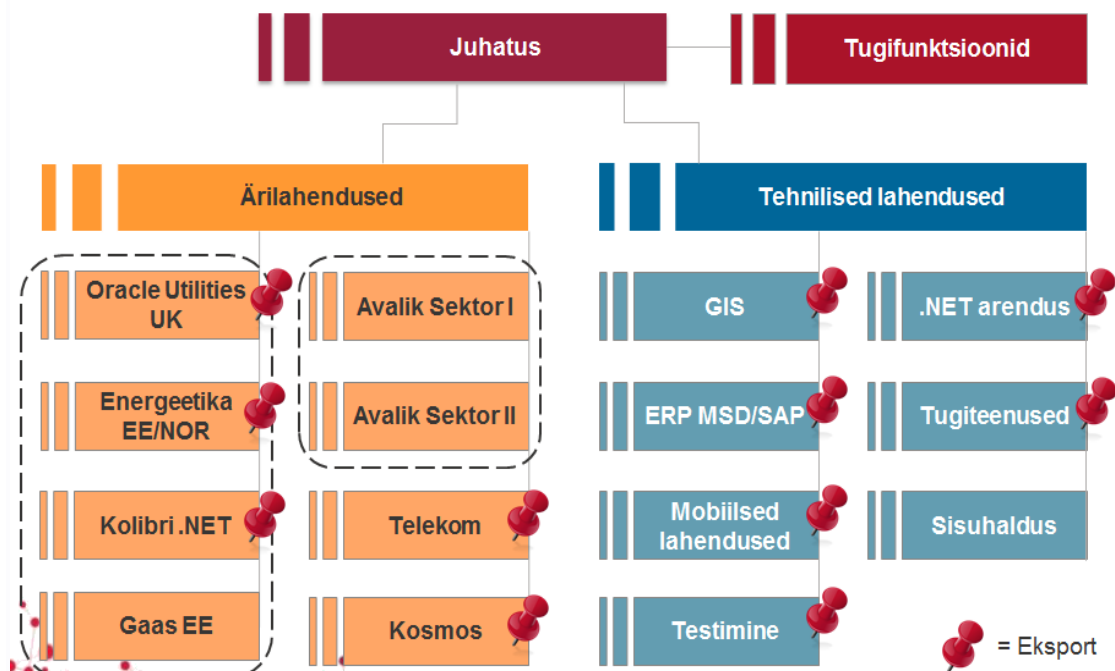 Juhatus
Tugifunktsioonid
Ärilahendused
Tehnilised lahendused
Oracle Utilities
UK
Avalik Sektor I
GIS
.NET arendus
Energeetika
EE/NOR
Avalik Sektor II
ERP MSD/SAP
Tugiteenused
Kolibri .NET
Telekom
Mobiilsed
lahendused
Sisuhaldus
Gaas EE
Kosmos
Testimine
= Eksport